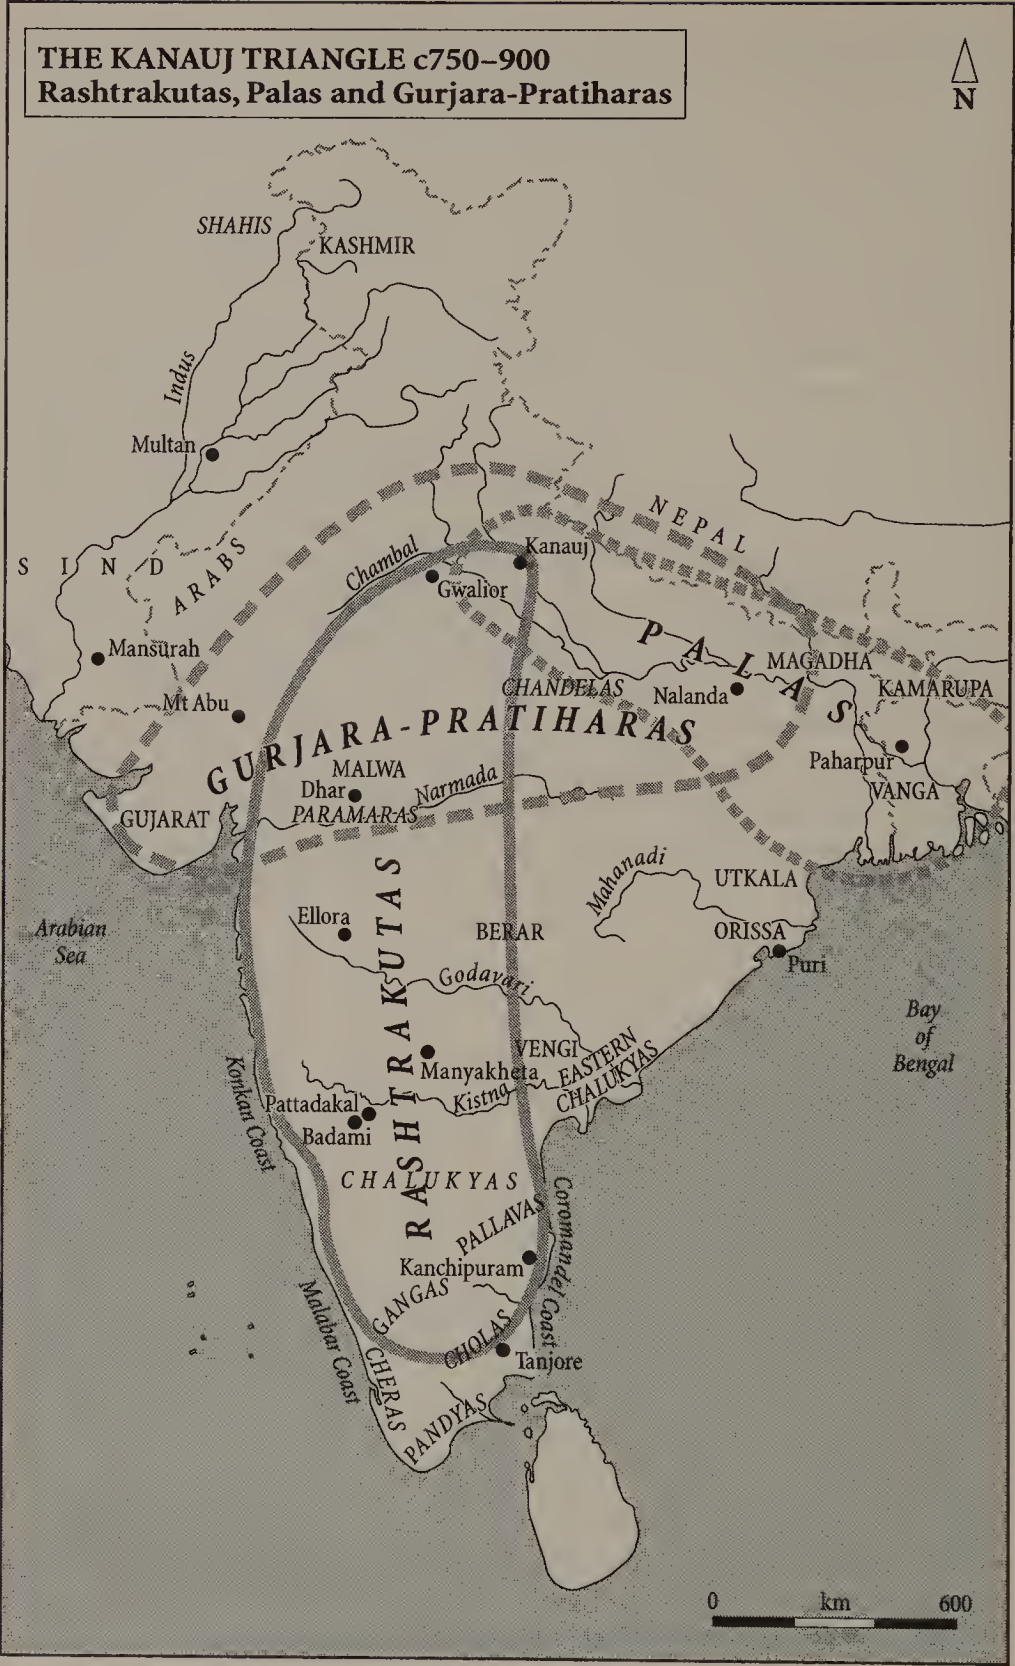 THE KANAUJ TRIANGLE c750–900
Rashtrakutas, Palas and Gurjara-Pratiharas
N
SHAHIS
KASHMIR
Indus
Multan
NEPAL
SIND
ARABS
Chambal
Kanauj
Gwalior
PALAS
Mansurah
MAGADHA
CHANDELAS
Nalanda
KAMARUPA
Mt Abu
GURJARA-PRATIHARAS
Paharpur
MALWA
Dhar
Narmada
VANGA
PARAMARAS
GUJARAT
Mahanadi
UTKALA
RASHTRAKUTAS
Ellora
BERAR
ORISSA
Arabian
Sea
Puri
Godavari
Bay
of
Bengal
VENGI
EASTERN
CHALUKYAS
Manyakheta
Kistna
Konkan Coast
Pattadakal
Badami
CHALUKYAS
PALLAVAS
Coromandel Coast
Kanchipuram
GANGAS
Malabar Coast
CHOLAS
Tanjore
CHERAS
PANDYAS
0 km 600